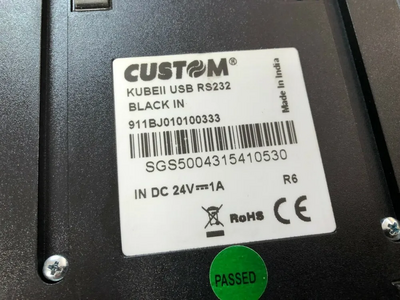 CUSTOM®
KUBEII USB RS232
BLACK IN
911BJ010100333
Made in India
SGS5004315410530
IN DC 24V⎓1A R6
RoHS CE
PASSED